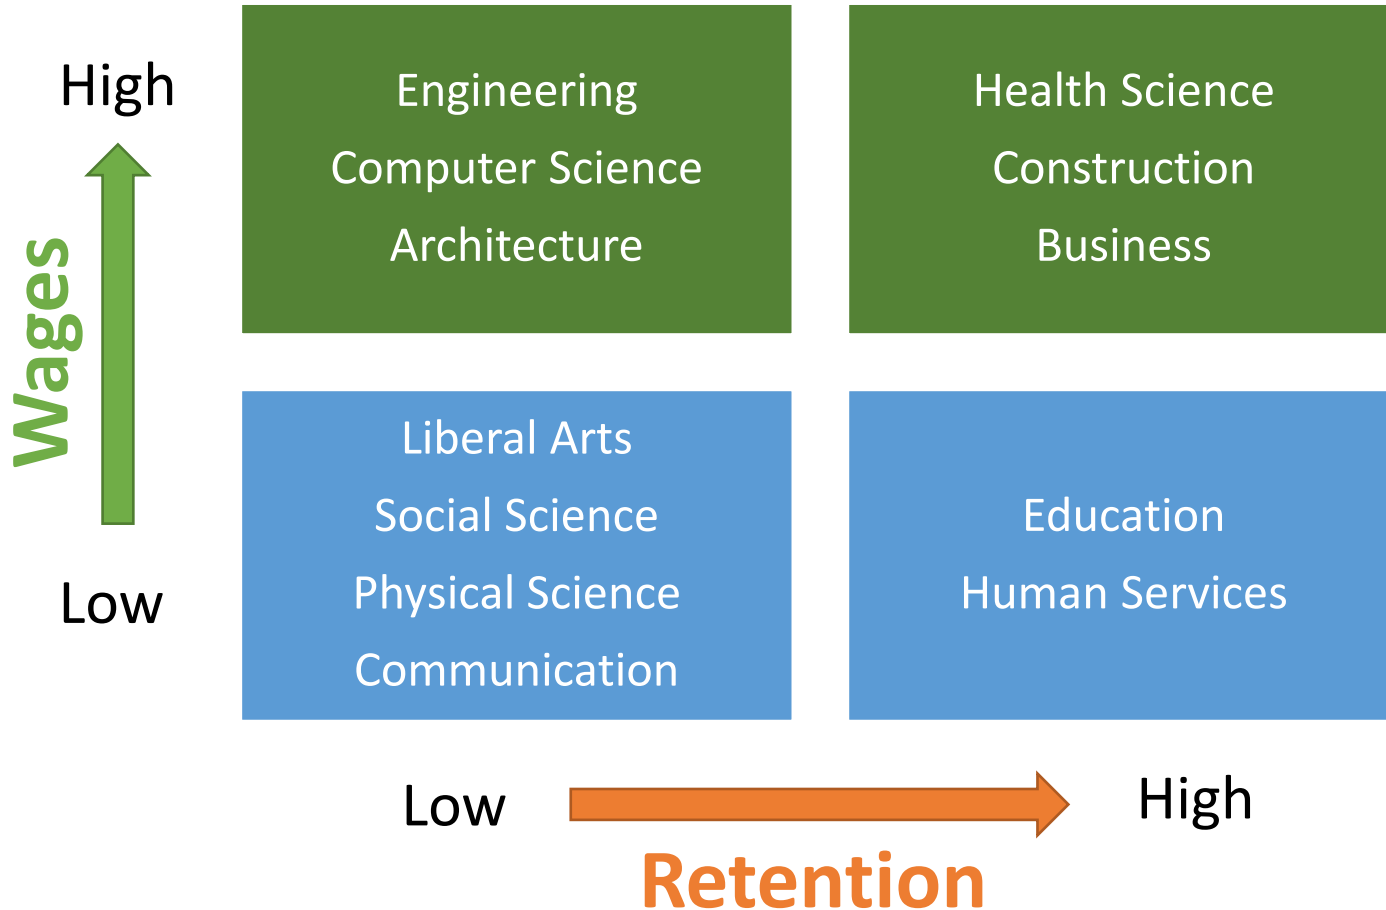 High
Wages
Low
Engineering
Computer Science
Architecture
Health Science
Construction
Business
Liberal Arts
Social Science
Physical Science
Communication
Education
Human Services
Low
High
Retention